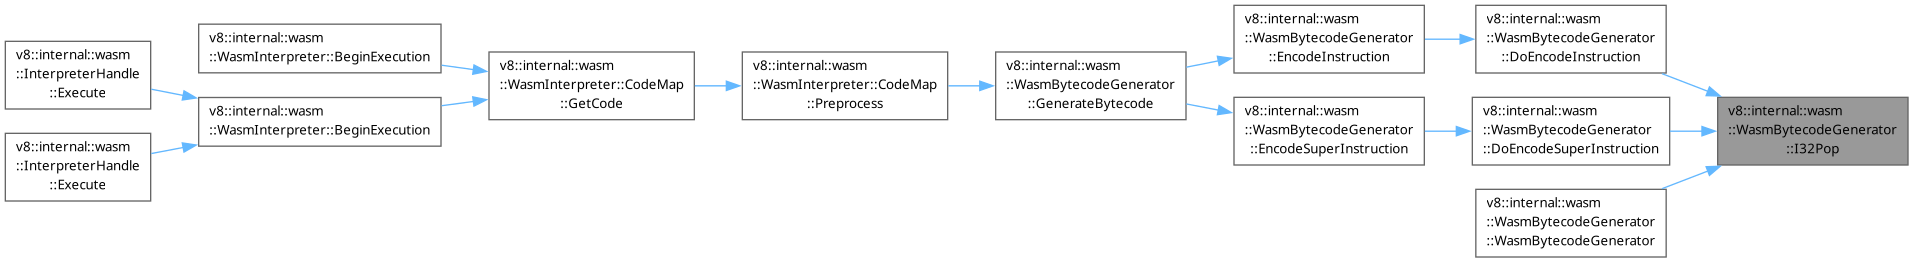 v8::internal::wasm
::InterpreterHandle
::Execute
v8::internal::wasm
::InterpreterHandle
::Execute
v8::internal::wasm
::WasmInterpreter::BeginExecution
v8::internal::wasm
::WasmInterpreter::BeginExecution
v8::internal::wasm
::WasmInterpreter::CodeMap
::GetCode
v8::internal::wasm
::WasmInterpreter::CodeMap
::Preprocess
v8::internal::wasm
::WasmBytecodeGenerator
::GenerateBytecode
v8::internal::wasm
::WasmBytecodeGenerator
::EncodeInstruction
v8::internal::wasm
::WasmBytecodeGenerator
::EncodeSuperInstruction
v8::internal::wasm
::WasmBytecodeGenerator
::DoEncodeInstruction
v8::internal::wasm
::WasmBytecodeGenerator
::DoEncodeSuperInstruction
v8::internal::wasm
::WasmBytecodeGenerator
::WasmBytecodeGenerator
v8::internal::wasm
::WasmBytecodeGenerator
::I32Pop